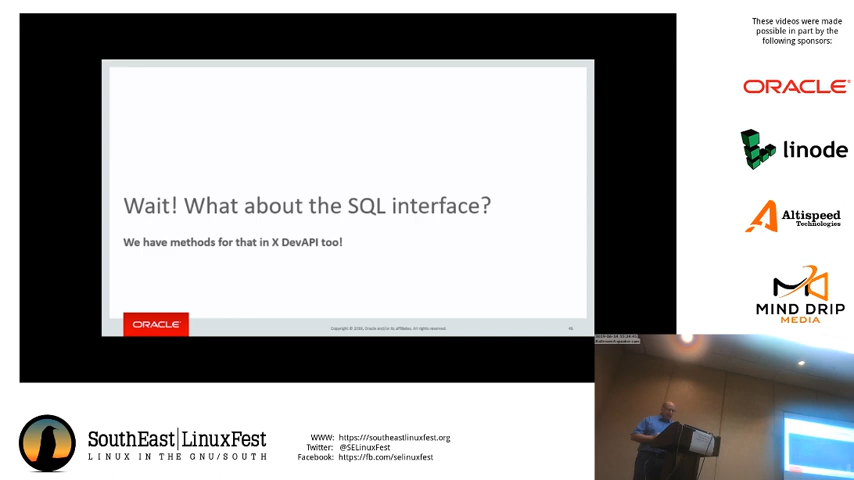 These videos were made
possible in part by the
following sponsors:
ORACLE
linode
Altispeed
Technologies
MIND DRIP
MEDIA
Wait! What about the SQL interface?
We have methods for that in X DevAPI too!
ORACLE
SouthEast LinuxFest
LINUX IN THE GNU/SOUTH
WWW: https:///southeastlinuxfest.org
Twitter: @SELinuxFest
Facebook: https://fb.com/selinuxfest